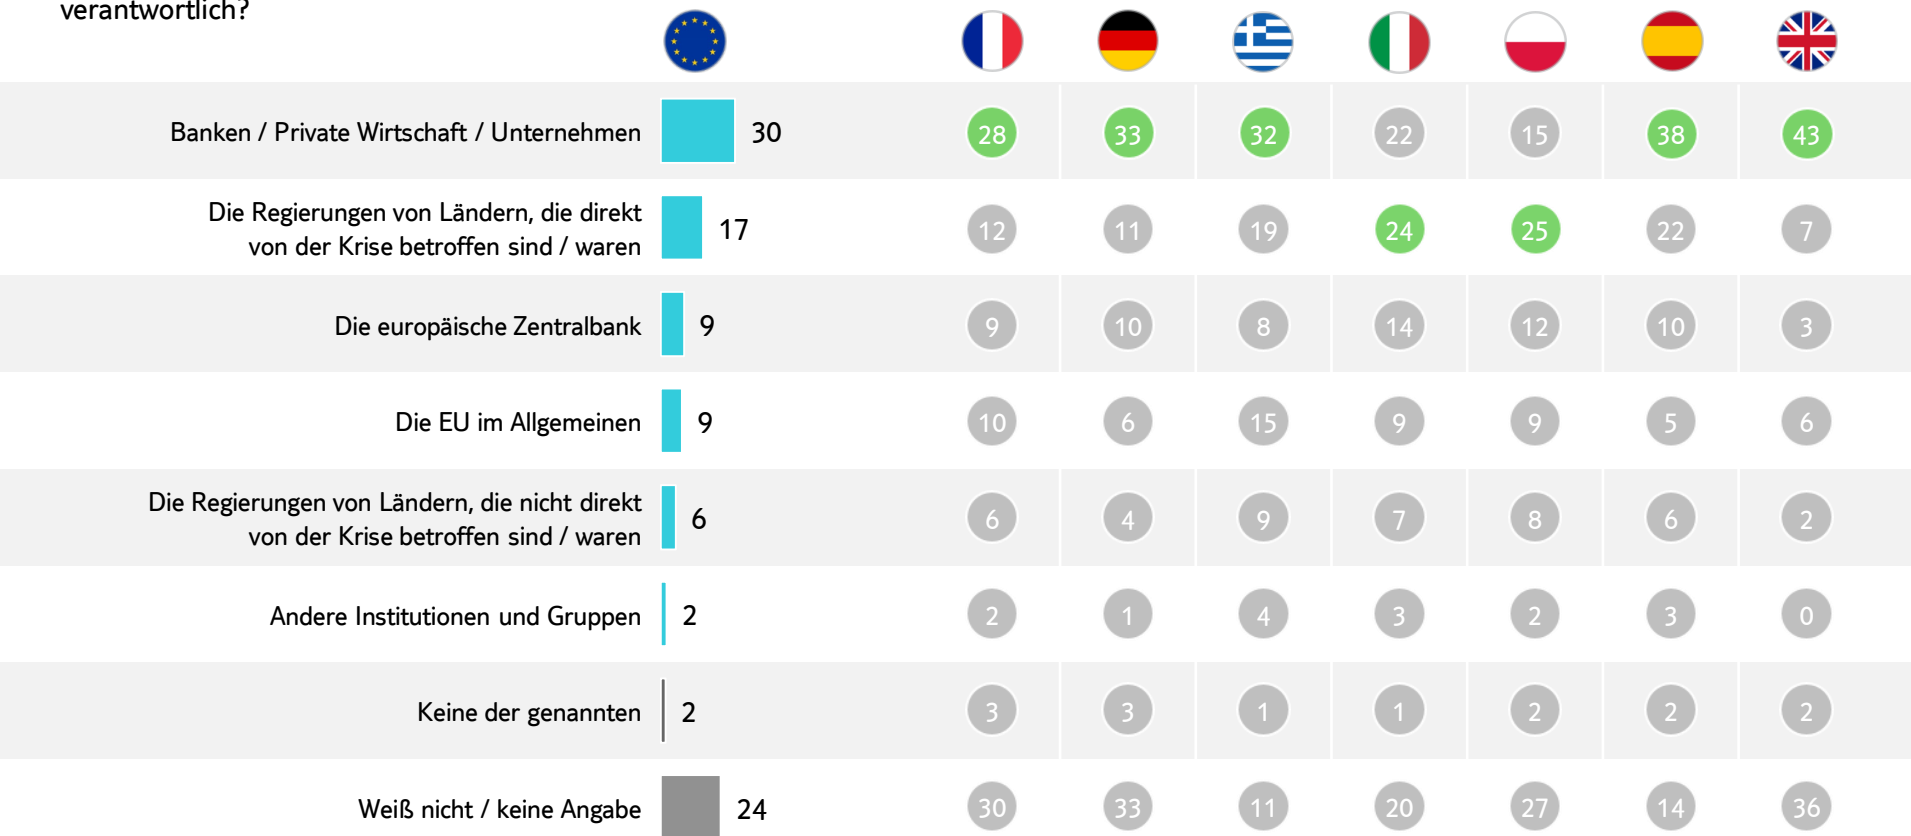 verantwortlich?
Banken / Private Wirtschaft / Unternehmen 30 28 33 32 22 15 38 43
Die Regierungen von Ländern, die direkt
von der Krise betroffen sind / waren 17 12 11 19 24 25 22 7
Die europäische Zentralbank 9 9 10 8 14 12 10 3
Die EU im Allgemeinen 9 10 6 15 9 9 5 6
Die Regierungen von Ländern, die nicht direkt
von der Krise betroffen sind / waren 6 6 4 9 7 8 6 2
Andere Institutionen und Gruppen 2 2 1 4 3 2 3 0
Keine der genannten 2 3 3 1 1 2 2 2
Weiß nicht / keine Angabe 24 30 33 11 20 27 14 36